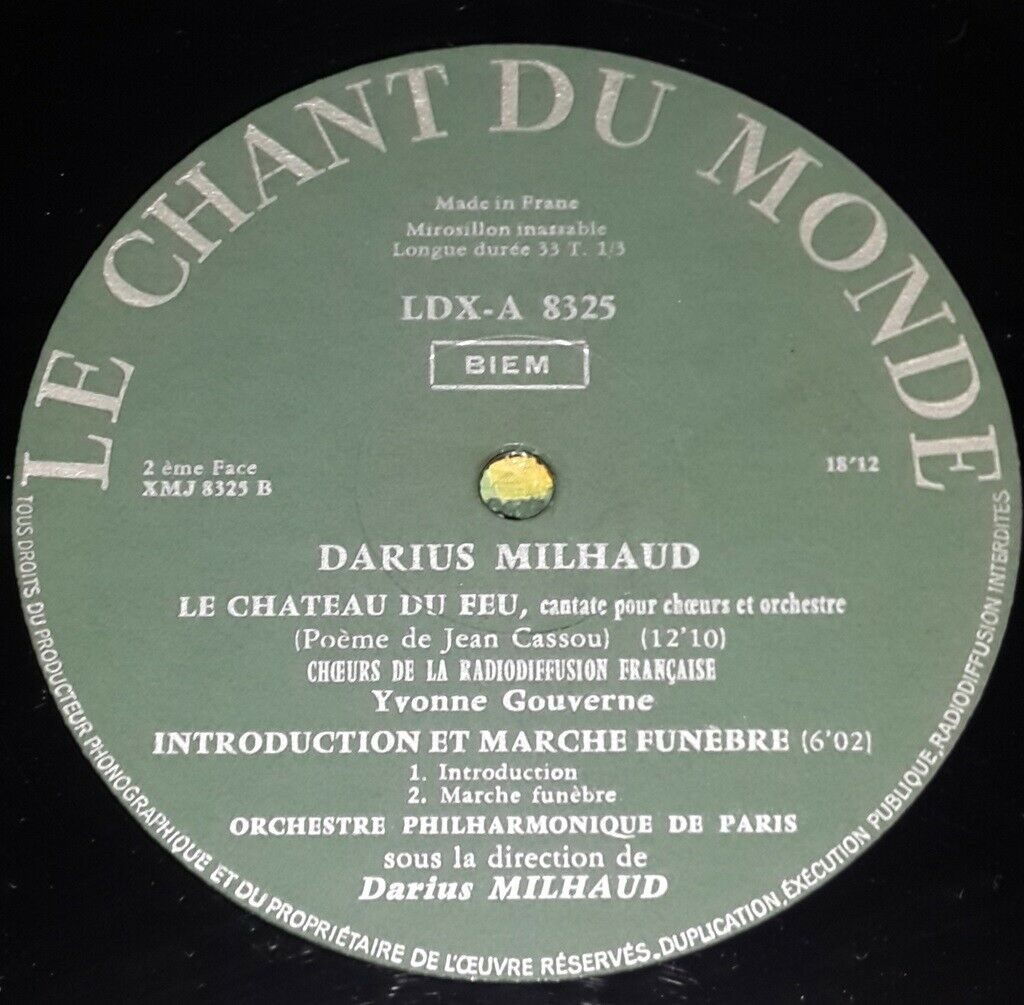 LE CHANT DU MONDE
Made in Frane
Mirosillon inassable
Longue durée 33 T. 1/3
LDX-A 8325
BIEM
2 ème Face
XMJ 8325 B
18'12
DARIUS MILHAUD
LE CHATEAU DU FEU, cantate pour chœurs et orchestre
(Poème de Jean Cassou) (12'10)
CHŒURS DE LA RADIODIFFUSION FRANÇAISE
Yvonne Gouverne
INTRODUCTION ET MARCHE FUNÈBRE (6'02)
1. Introduction
2. Marche funèbre
ORCHESTRE PHILHARMONIQUE DE PARIS
sous la direction de
Darius MILHAUD
TOUS DROITS DU PRODUCTEUR PHONOGRAPHIQUE ET DU PROPRIÉTAIRE DE L'ŒUVRE RÉSERVÉS. DUPLICATION, ÉXÉCUTION PUBLIQUE, RADIODIFFUSION INTERDITES